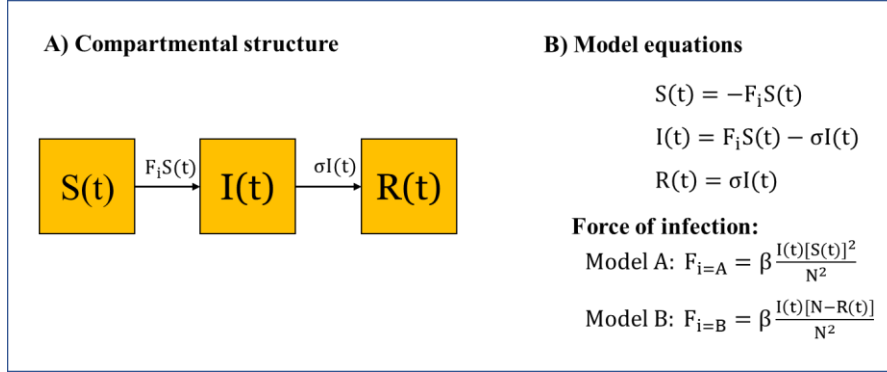 A) Compartmental structure
S(t)
FᵢS(t)
I(t)
σI(t)
R(t)
B) Model equations
S(t) = −FᵢS(t)
I(t) = FᵢS(t) − σI(t)
R(t) = σI(t)
Force of infection:
Model A: Fᵢ₌A = β I(t)[S(t)]² / N²
Model B: Fᵢ₌B = β I(t)[N−R(t)] / N²